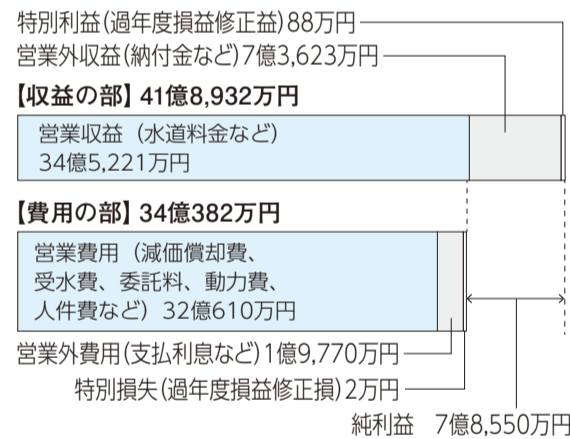 特別利益(過年度損益修正益)88万円
営業外収益(納付金など)7億3,623万円
【収益の部】41億8,932万円
営業収益（水道料金など）
34億5,221万円
【費用の部】34億382万円
営業費用（減価償却費、
受水費、委託料、動力費、
人件費など）32億610万円
営業外費用(支払利息など)1億9,770万円
特別損失(過年度損益修正損)2万円
純利益　7億8,550万円